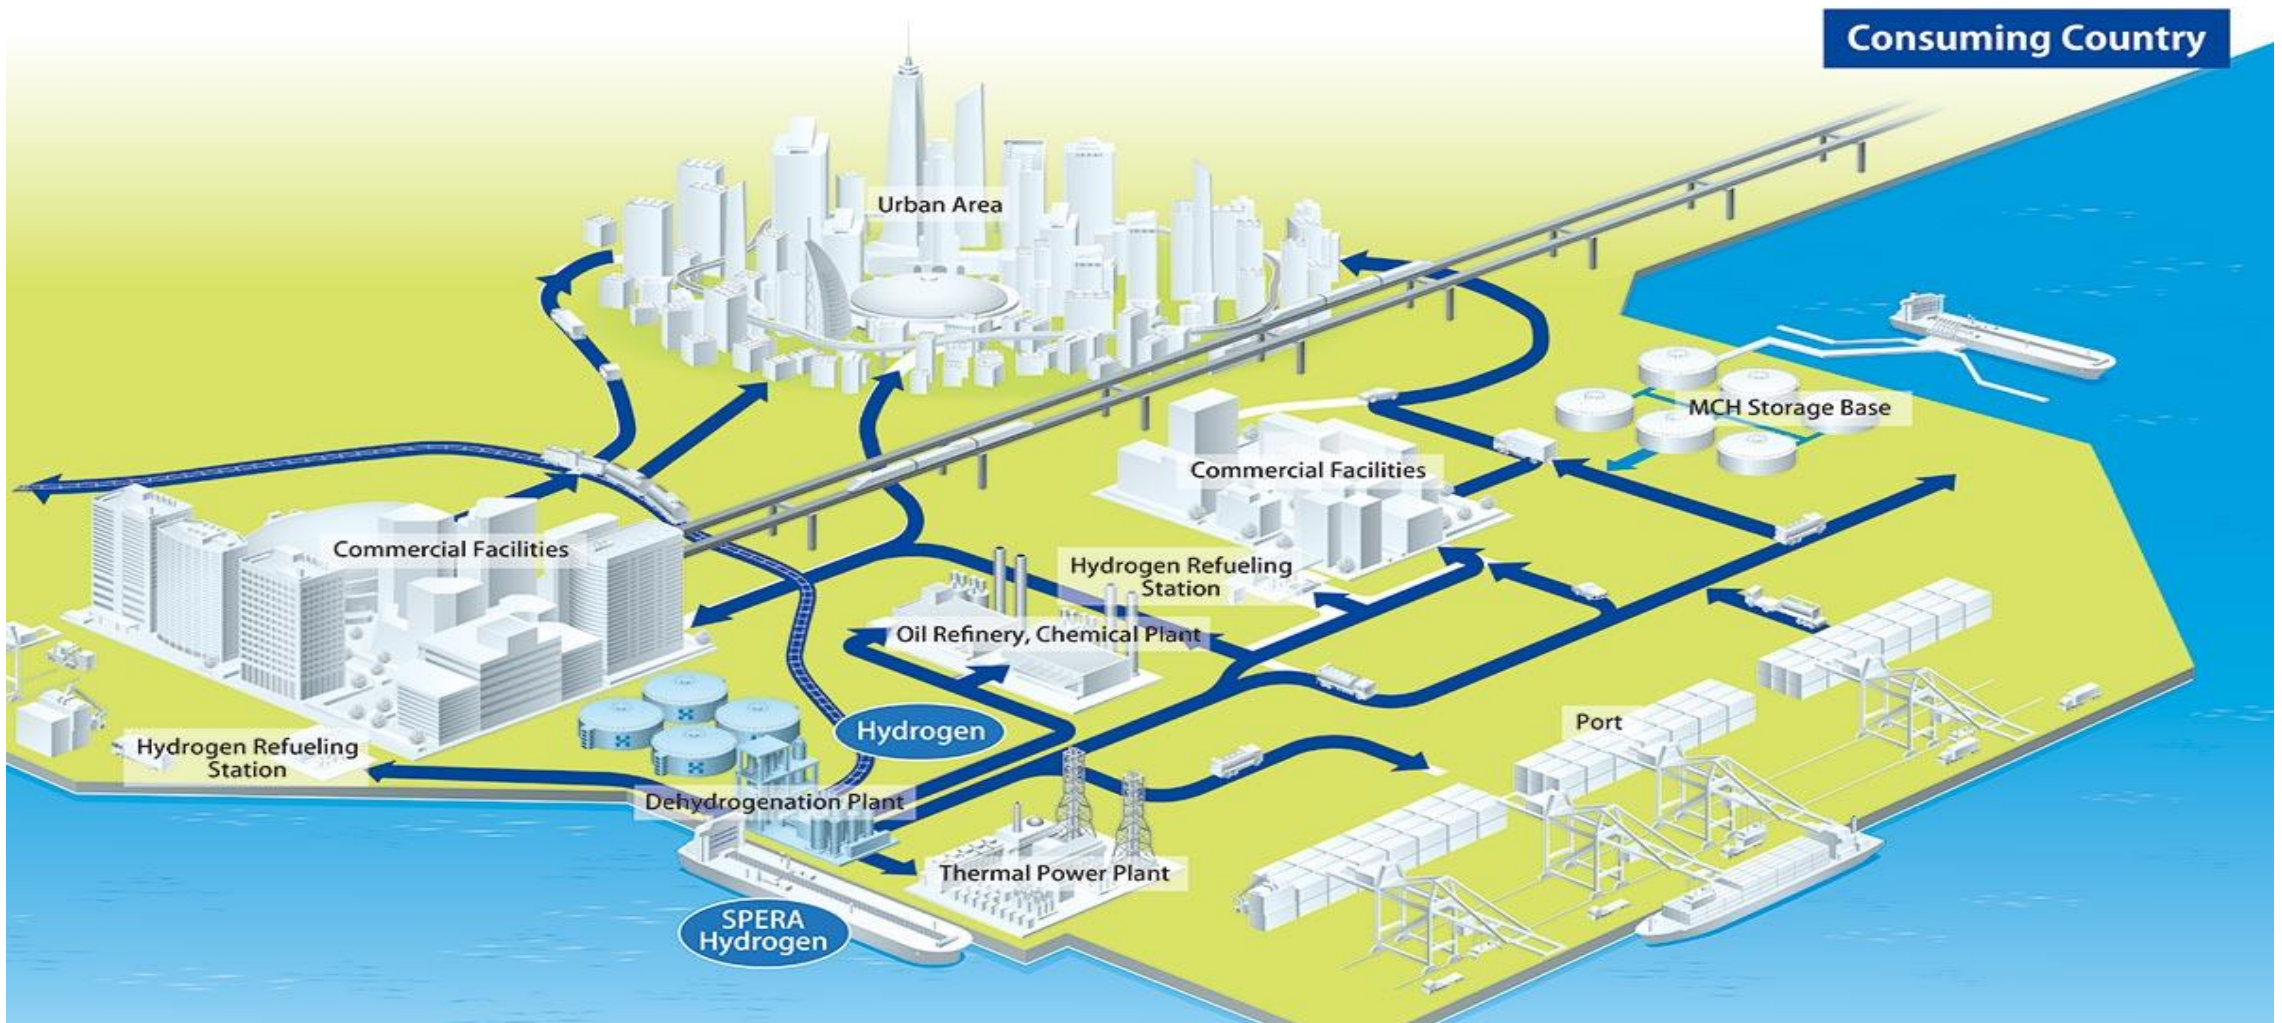 Consuming Country
Urban Area
MCH Storage Base
Commercial Facilities
Commercial Facilities
Hydrogen Refueling
Station
Oil Refinery, Chemical Plant
Port
Hydrogen
Hydrogen Refueling
Station
Dehydrogenation Plant
Thermal Power Plant
SPERA
Hydrogen